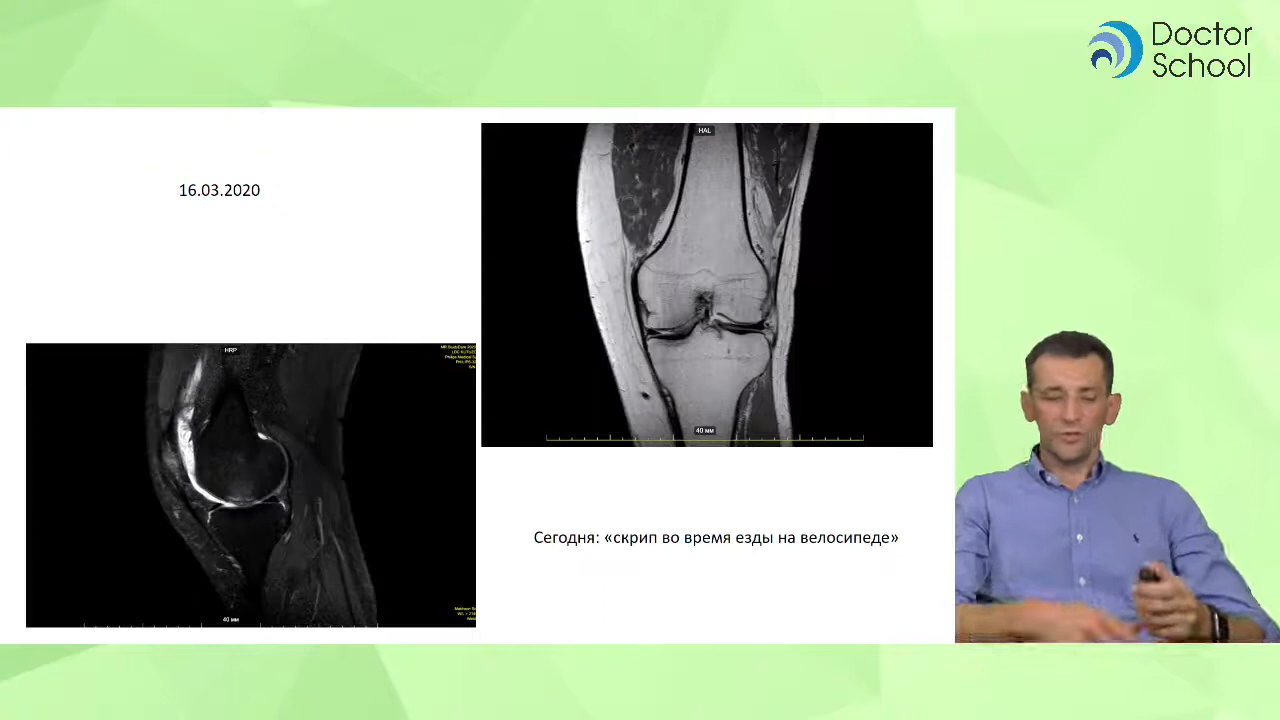 Doctor
School
16.03.2020
HAL
40 мм
HRP
40 мм
Сегодня: «скрип во время езды на велосипеде»